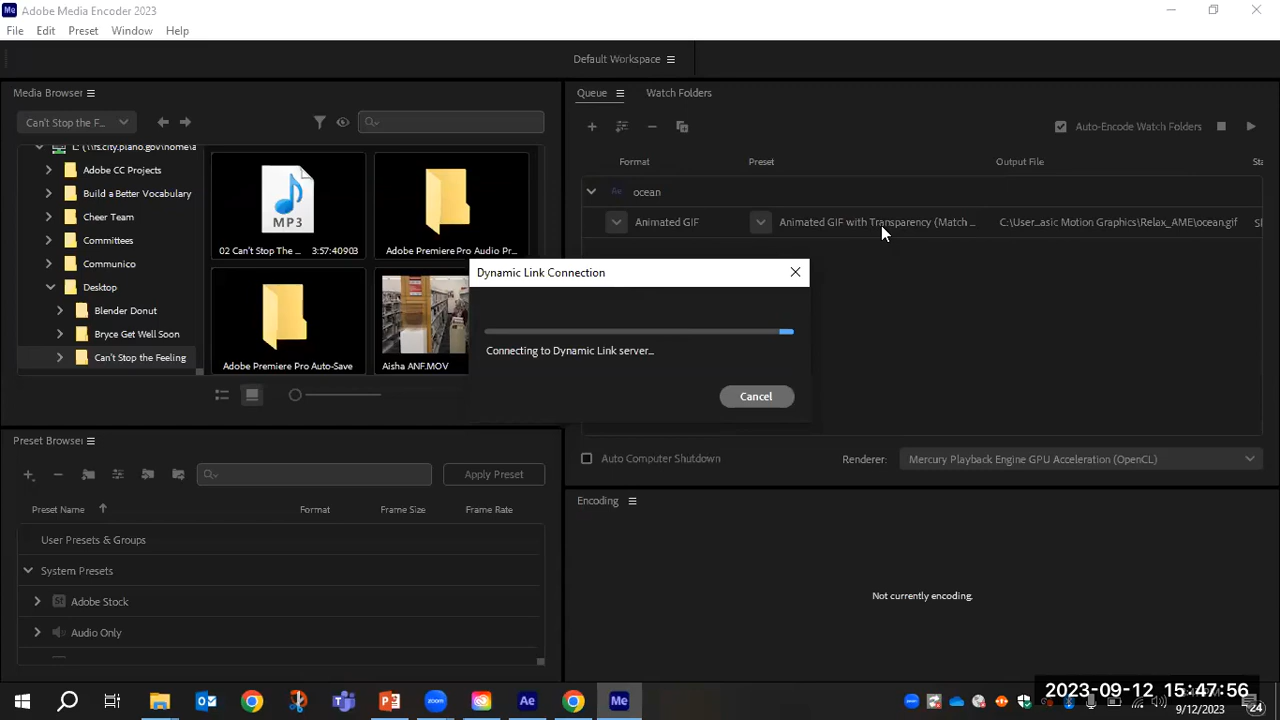 Adobe Media Encoder 2023
File Edit Preset Window Help
Default Workspace
Media Browser
Can't Stop the F...
Adobe CC Projects
Build a Better Vocabulary
Cheer Team
Committees
Communico
Desktop
Blender Donut
Bryce Get Well Soon
Can't Stop the Feeling
MP3
02 Can't Stop The ... 3:57:40903
Adobe Premiere Pro Audio Pr...
Adobe Premiere Pro Auto-Save
Aisha ANF.MOV
Queue Watch Folders
Auto-Encode Watch Folders
Format Preset Output File
Ae ocean
Animated GIF Animated GIF with Transparency (Match ... C:\User...asic Motion Graphics\Relax_AME\ocean.gif
Dynamic Link Connection
Connecting to Dynamic Link server...
Cancel
Auto Computer Shutdown
Renderer: Mercury Playback Engine GPU Acceleration (OpenCL)
Preset Browser
Apply Preset
Preset Name Format Frame Size Frame Rate
User Presets & Groups
System Presets
St Adobe Stock
Audio Only
Encoding
Not currently encoding.
2023-09-12 15:47:56
9/12/2023
24